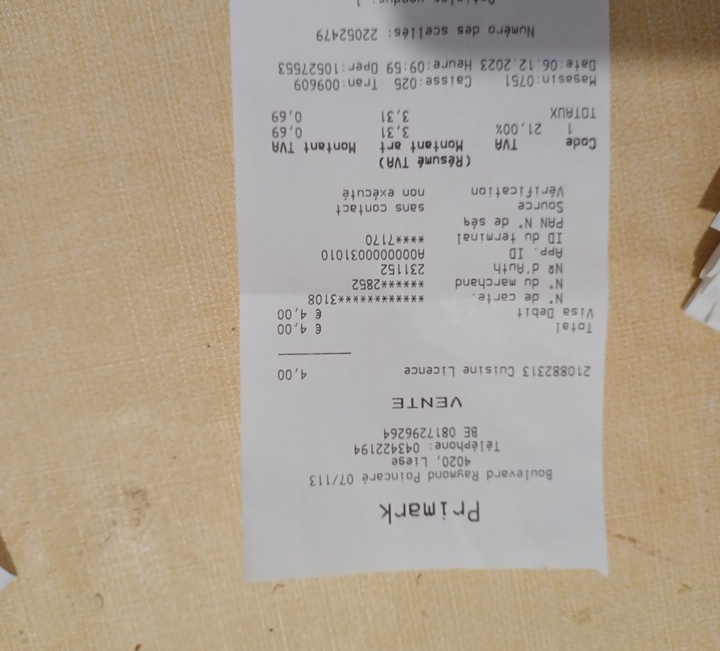 Primark
Boulevard Raymond Poincaré 07/113
4020, Liege
Téléphone: 043422194
BE 0817296264
VENTE
210882313 Cuisine Licence 4,00
Total € 4,00
Visa Debit € 4,00
N° de carte. ************3108
N° du marchand ******2852
Nº d'Auth 231152
App. ID A0000000031010
ID du terminal ****7170
PAN N° de séq
Source sans contact
Vérification non exécuté
(Résumé TVA)
Code TVA Montant art Montant TVA
1 21,00% 3,31 0,69
TOTAUX 3,31 0,69
Magasin:0751 Caisse:025 Tran:009609
Date:06.12.2023 Heure:09:59 Oper:10527553
Numéro des scellés: 22052479